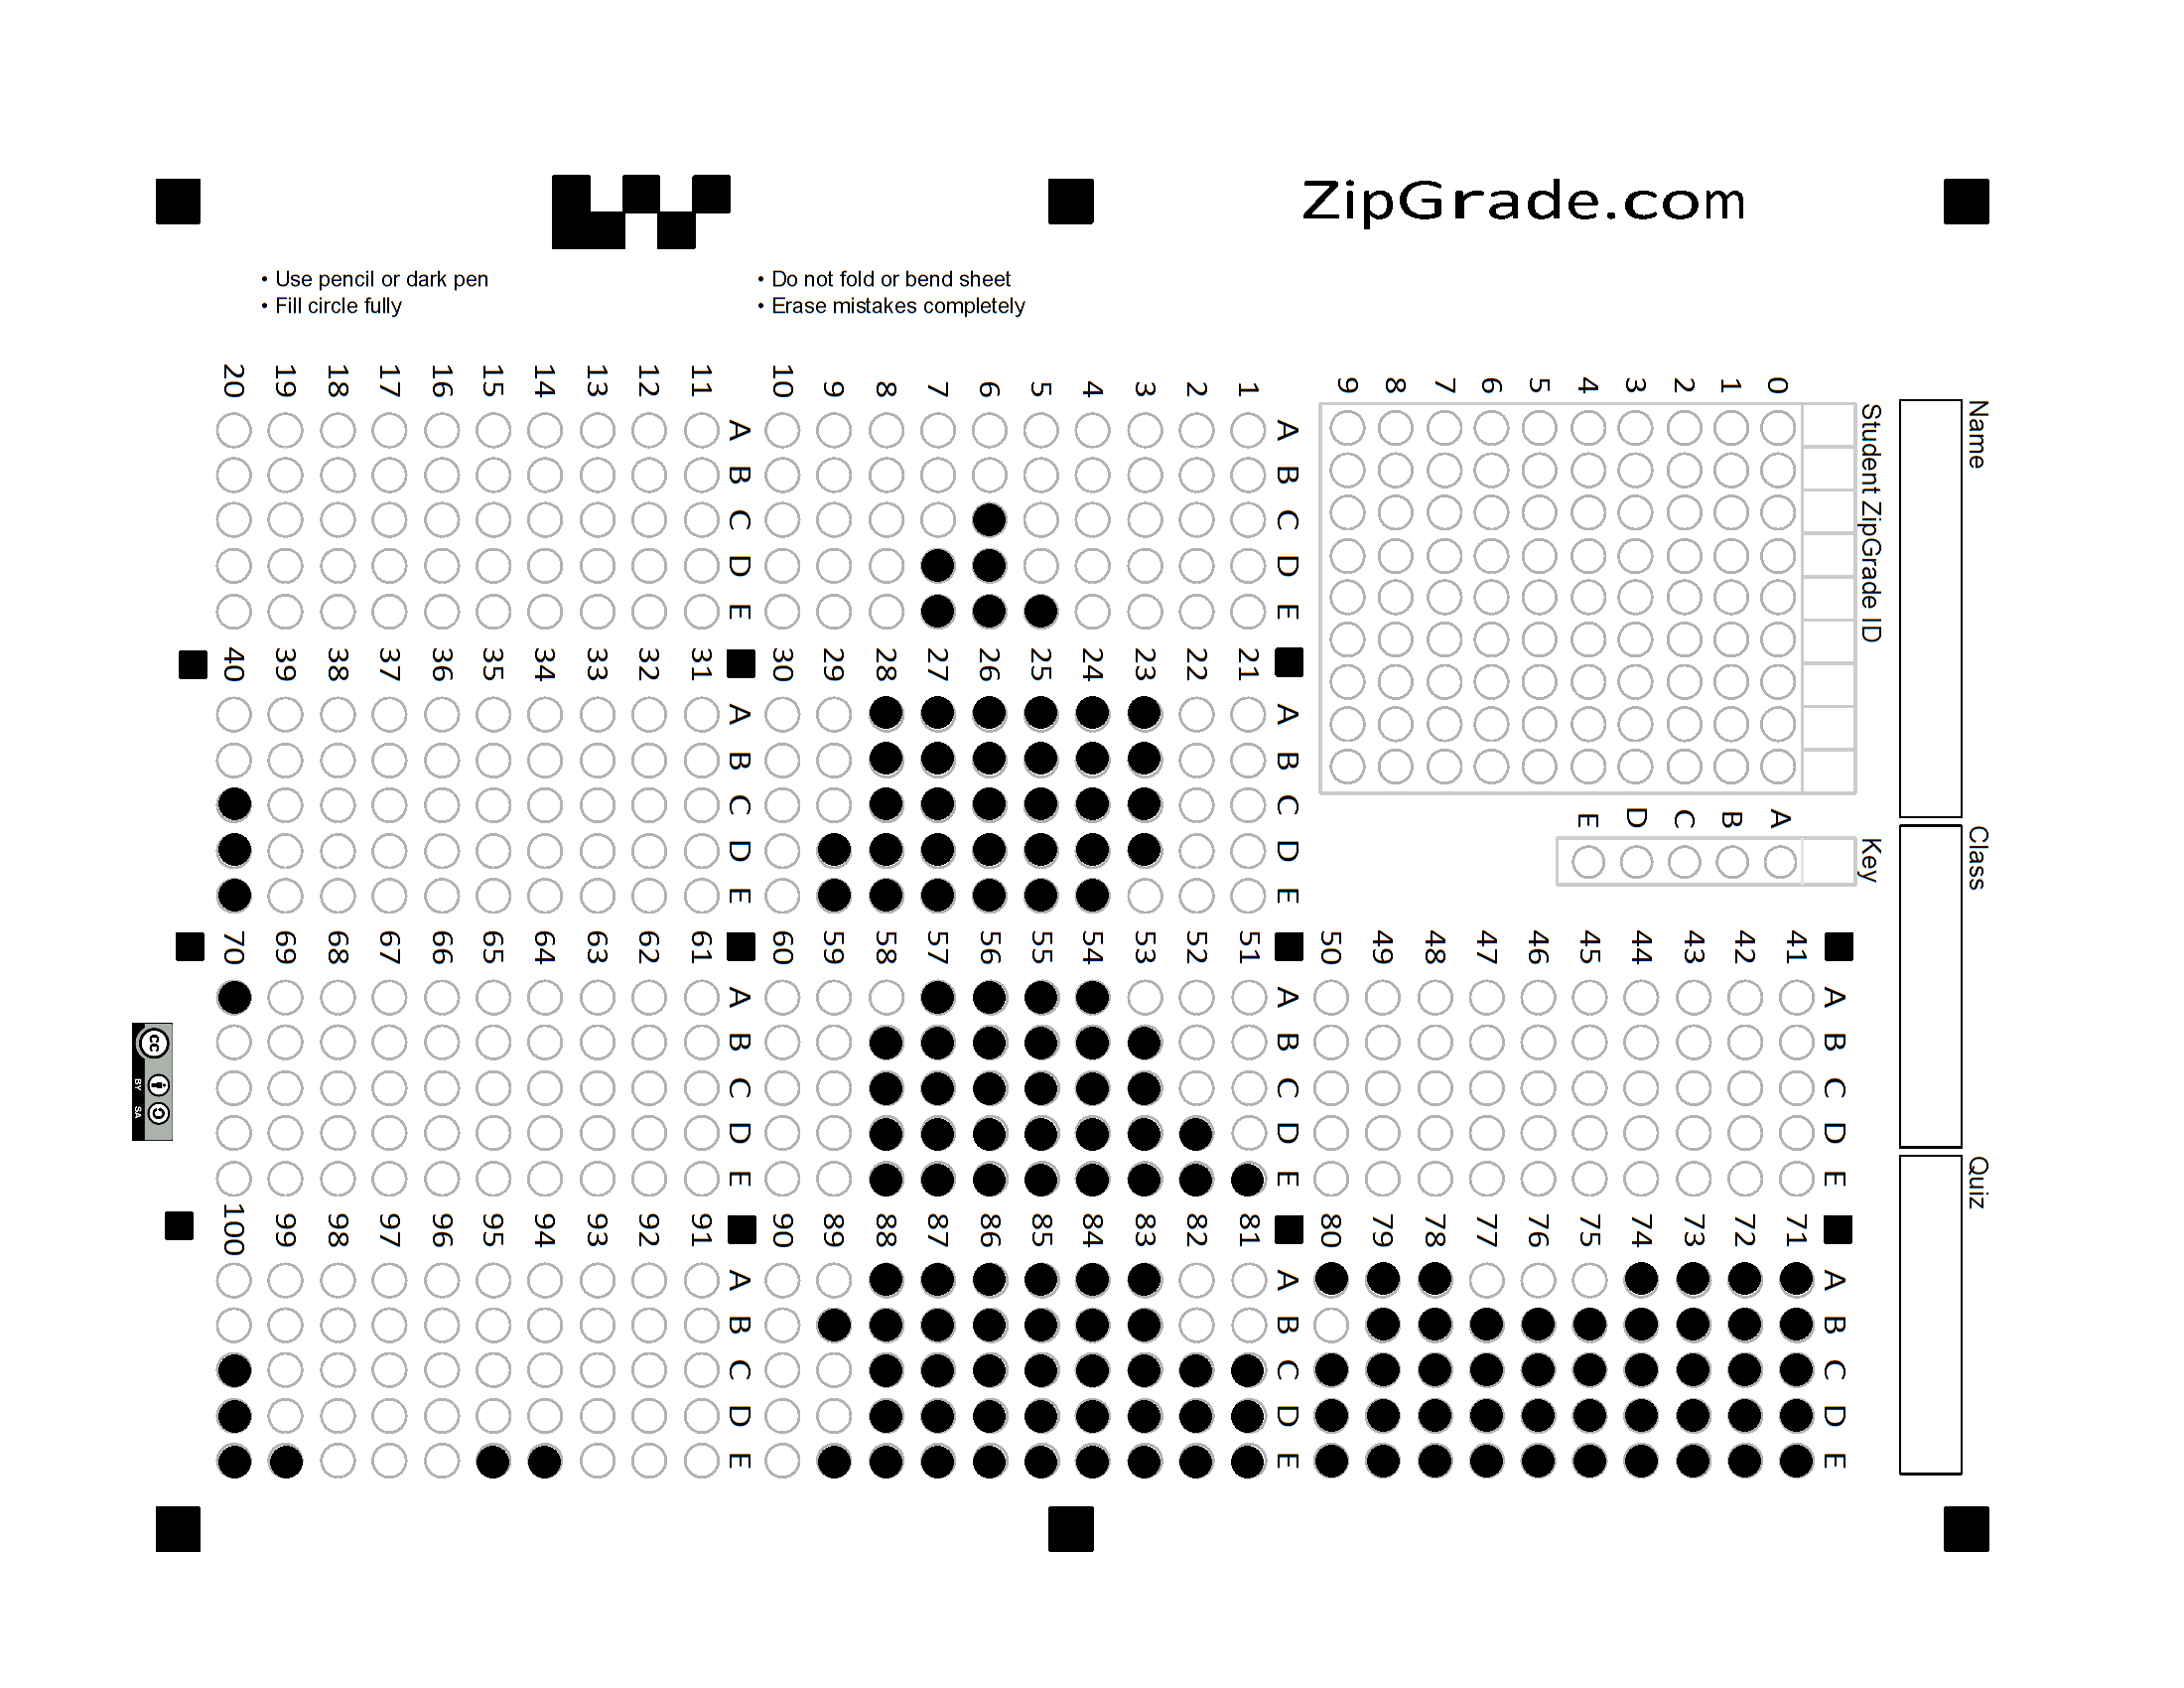 ZipGrade.com
• Use pencil or dark pen
• Fill circle fully
• Do not fold or bend sheet
• Erase mistakes completely
Name
Class
Quiz
Student ZipGrade ID
0 1 2 3 4 5 6 7 8 9
Key
A B C D E
A B C D E
1 2 3 4 5 6 7 8 9 10
A B C D E
11 12 13 14 15 16 17 18 19 20
A B C D E
21 22 23 24 25 26 27 28 29 30
A B C D E
31 32 33 34 35 36 37 38 39 40
A B C D E
41 42 43 44 45 46 47 48 49 50
A B C D E
51 52 53 54 55 56 57 58 59 60
A B C D E
61 62 63 64 65 66 67 68 69 70
A B C D E
71 72 73 74 75 76 77 78 79 80
A B C D E
81 82 83 84 85 86 87 88 89 90
A B C D E
91 92 93 94 95 96 97 98 99 100
A B C D E
cc
BY SA